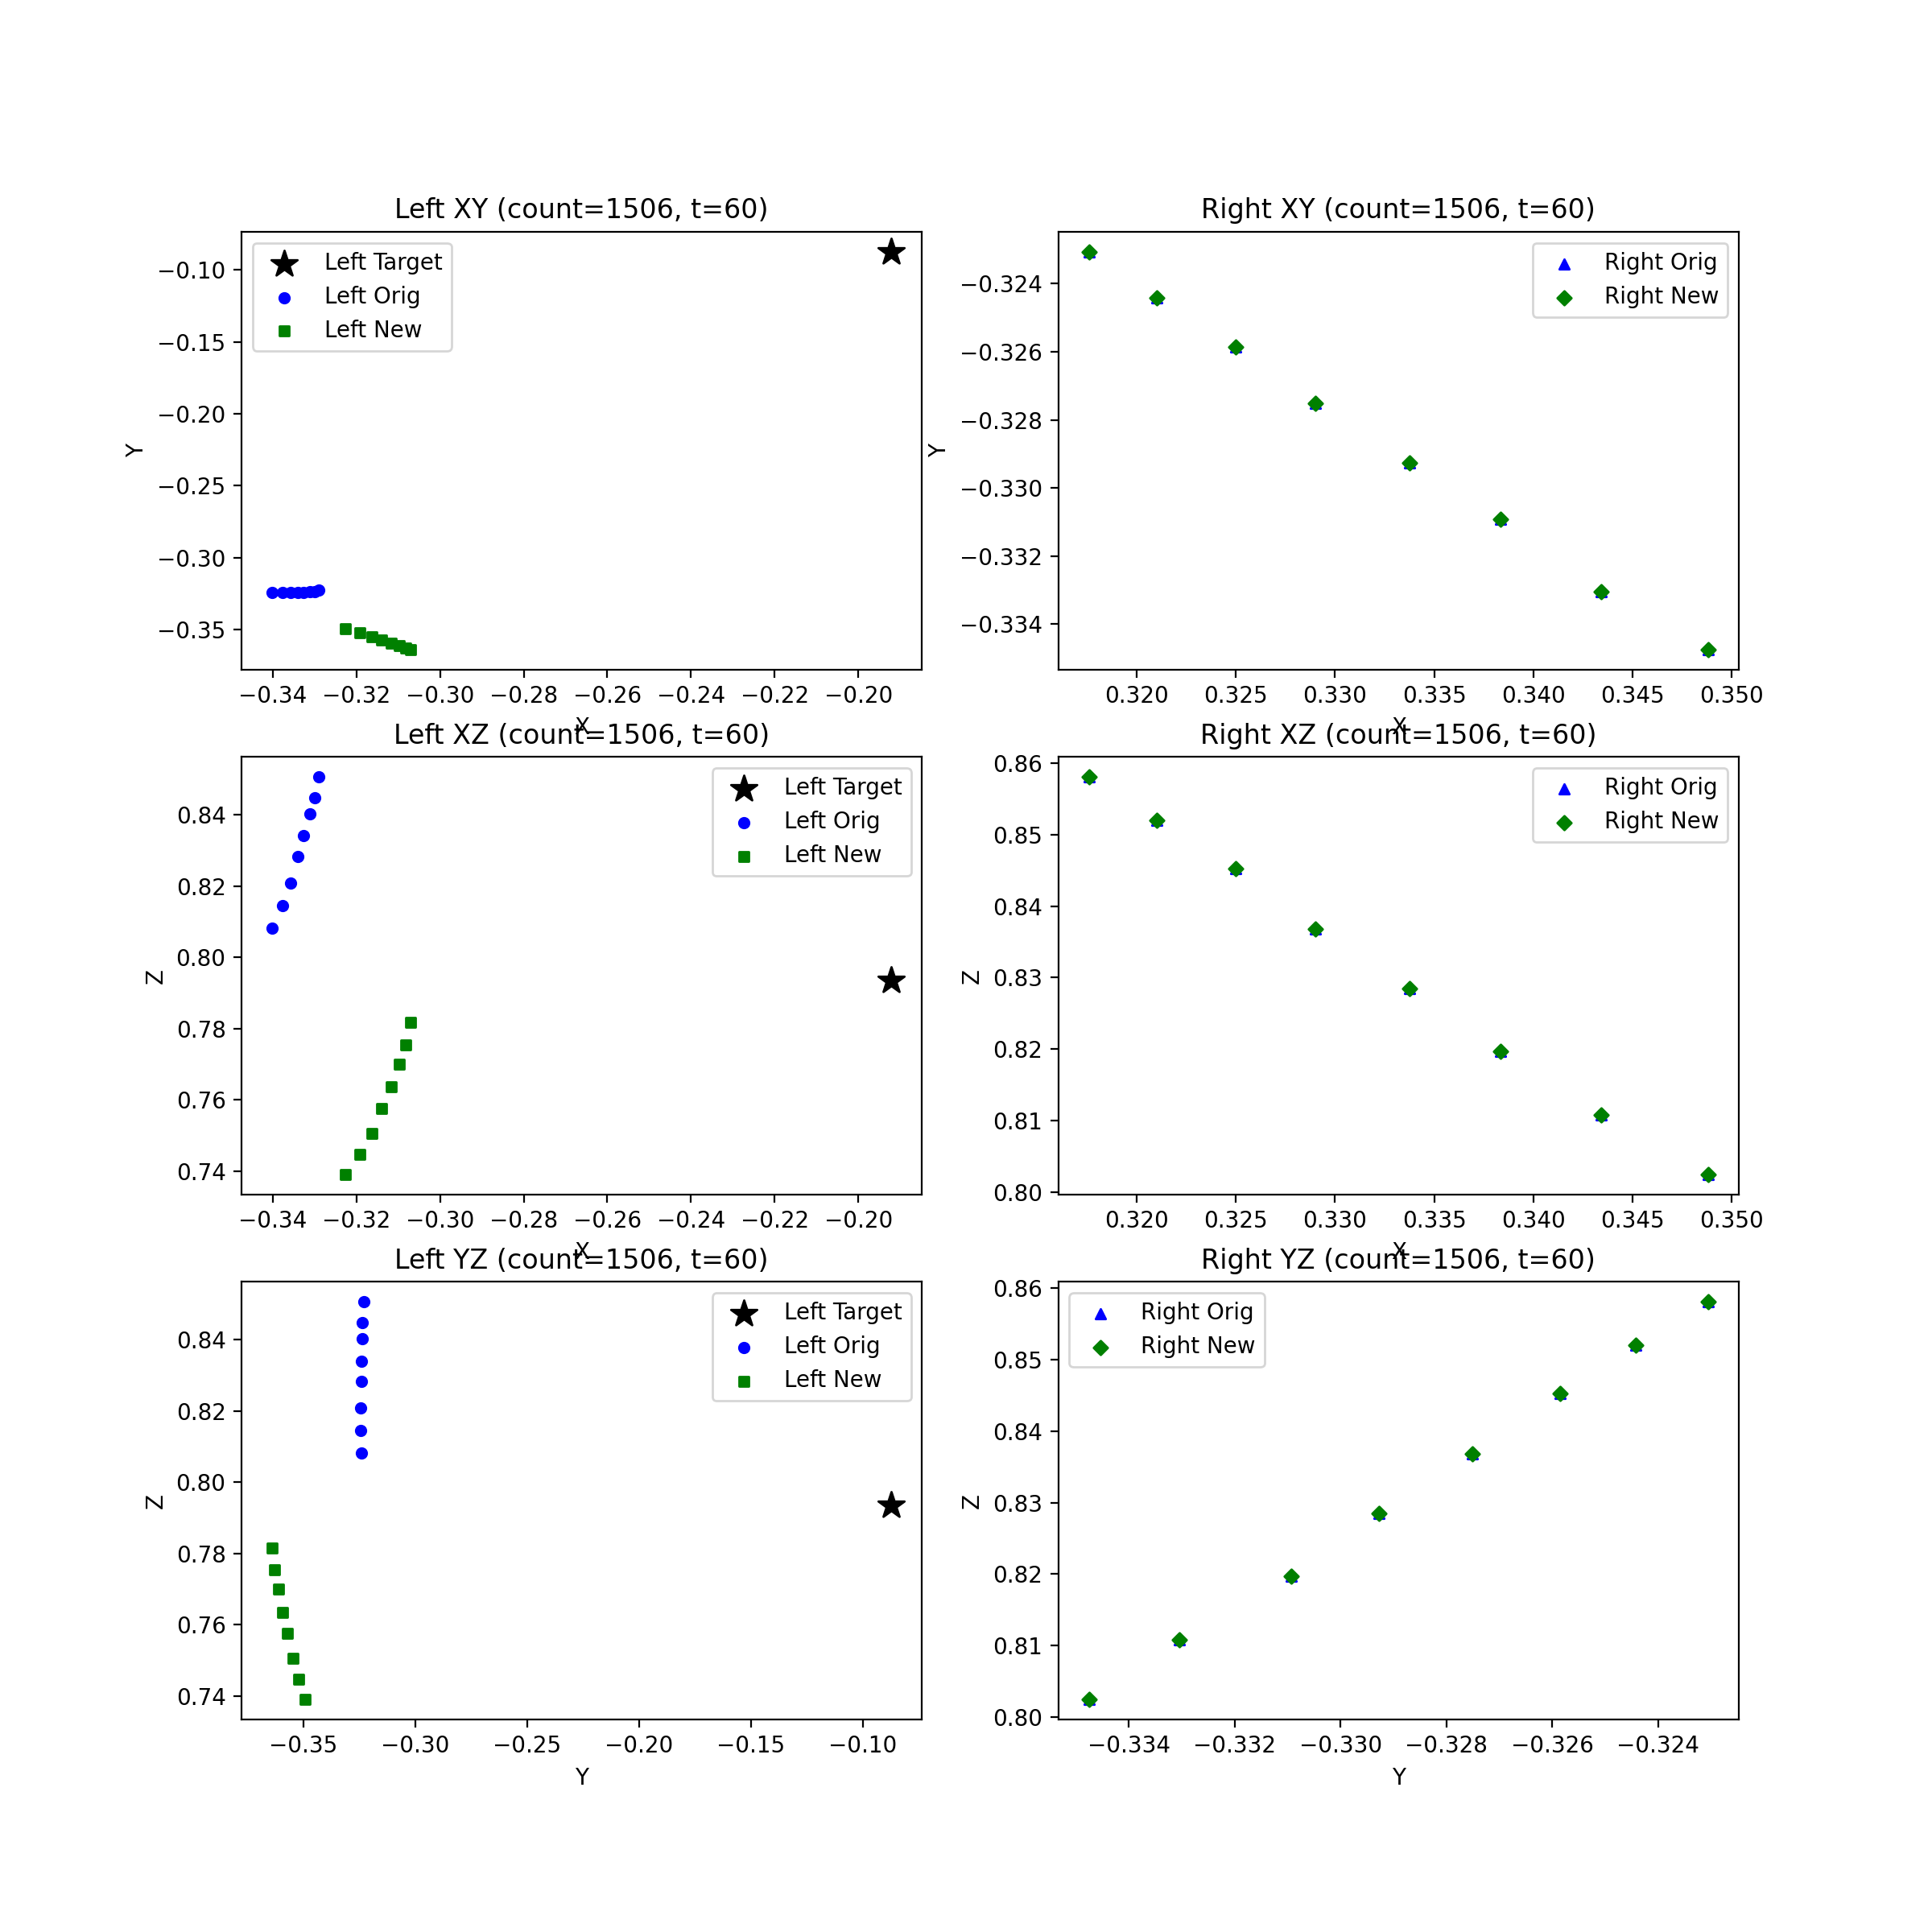 Left XY (count=1506, t=60)
Left Target
Left Orig
Left New
−0.10
−0.15
−0.20
−0.25
−0.30
−0.35
Y
−0.34 −0.32 −0.30 −0.28 −0.26 −0.24 −0.22 −0.20
X
Right XY (count=1506, t=60)
Right Orig
Right New
−0.324
−0.326
−0.328
−0.330
−0.332
−0.334
Y
0.320 0.325 0.330 0.335 0.340 0.345 0.350
X
Left XZ (count=1506, t=60)
Left Target
Left Orig
Left New
0.84
0.82
0.80
0.78
0.76
0.74
Z
−0.34 −0.32 −0.30 −0.28 −0.26 −0.24 −0.22 −0.20
X
Right XZ (count=1506, t=60)
Right Orig
Right New
0.86
0.85
0.84
0.83
0.82
0.81
0.80
Z
0.320 0.325 0.330 0.335 0.340 0.345 0.350
X
Left YZ (count=1506, t=60)
Left Target
Left Orig
Left New
0.84
0.82
0.80
0.78
0.76
0.74
Z
−0.35 −0.30 −0.25 −0.20 −0.15 −0.10
Y
Right YZ (count=1506, t=60)
Right Orig
Right New
0.86
0.85
0.84
0.83
0.82
0.81
0.80
Z
−0.334 −0.332 −0.330 −0.328 −0.326 −0.324
Y